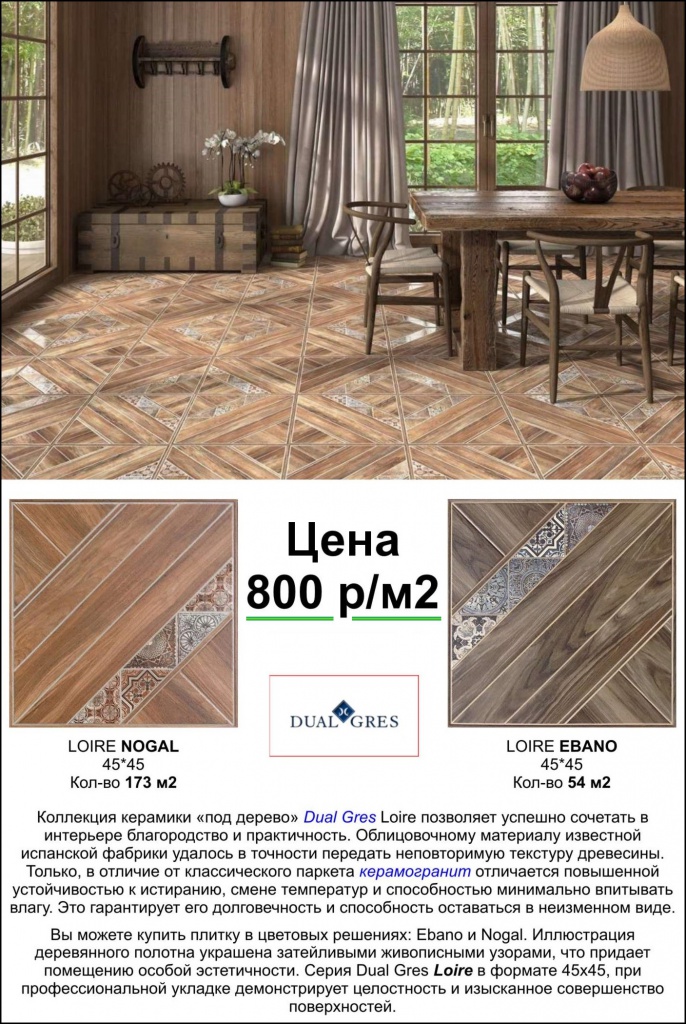 Цена
800 р/м2
DUAL GRES
LOIRE NOGAL
45*45
Кол-во 173 м2
LOIRE EBANO
45*45
Кол-во 54 м2
Коллекция керамики «под дерево» Dual Gres Loire позволяет успешно сочетать в
интерьере благородство и практичность. Облицовочному материалу известной
испанской фабрики удалось в точности передать неповторимую текстуру древесины.
Только, в отличие от классического паркета керамогранит отличается повышенной
устойчивостью к истиранию, смене температур и способностью минимально впитывать
влагу. Это гарантирует его долговечность и способность оставаться в неизменном виде.
Вы можете купить плитку в цветовых решениях: Ebano и Nogal. Иллюстрация
деревянного полотна украшена затейливыми живописными узорами, что придает
помещению особой эстетичности. Серия Dual Gres Loire в формате 45х45, при
профессиональной укладке демонстрирует целостность и изысканное совершенство
поверхностей.